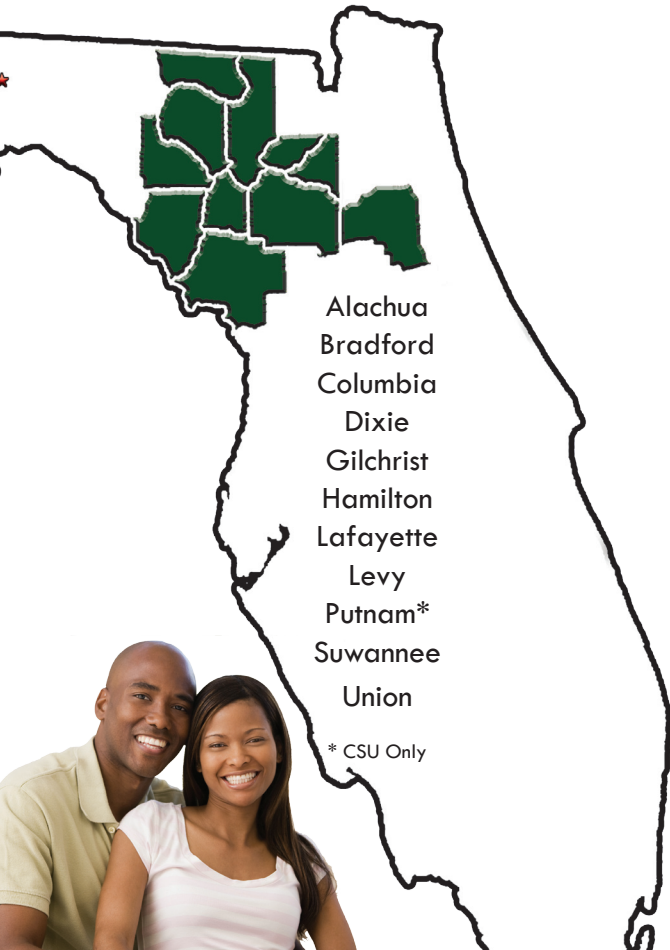 Alachua
Bradford
Columbia
Dixie
Gilchrist
Hamilton
Lafayette
Levy
Putnam*
Suwannee
Union
* CSU Only